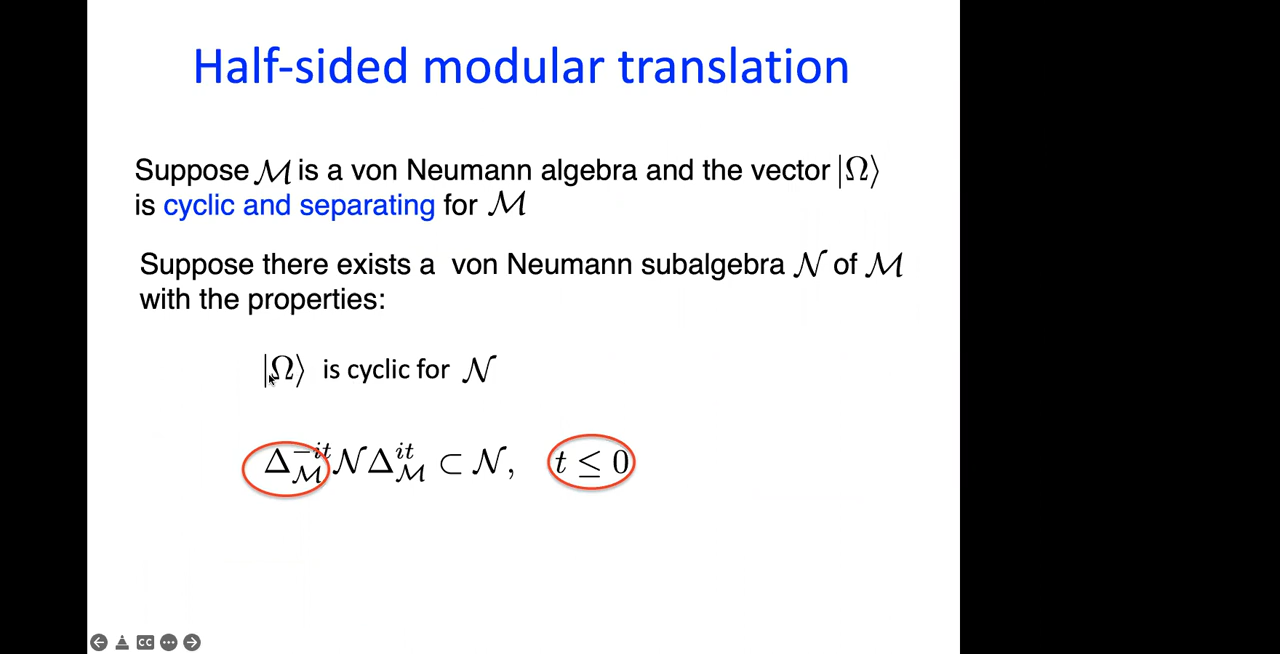 Half-sided modular translation
Suppose ℳ is a von Neumann algebra and the vector |Ω⟩
is cyclic and separating for ℳ
Suppose there exists a von Neumann subalgebra 𝒩 of ℳ
with the properties:
|Ω⟩ is cyclic for 𝒩
Δ_ℳ^{-it} 𝒩 Δ_ℳ^{it} ⊂ 𝒩, t ≤ 0
CC